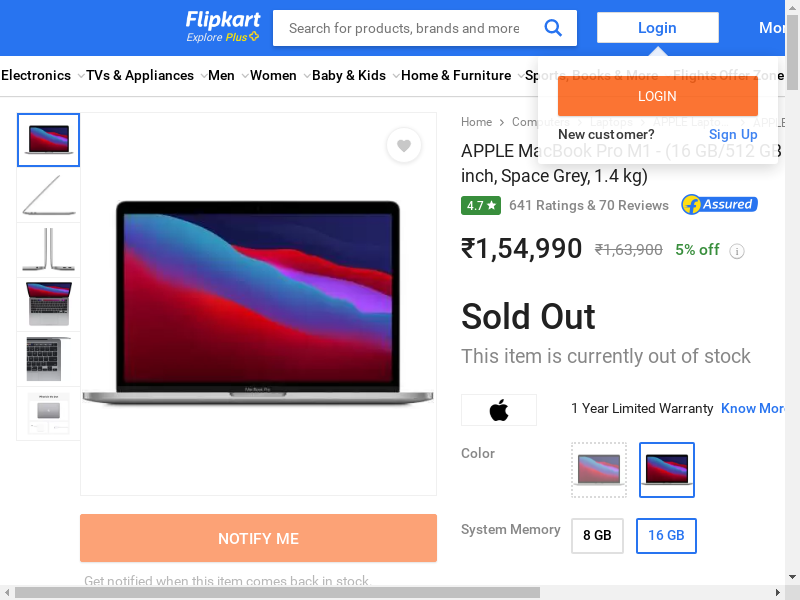 Flipkart
Explore Plus
Search for products, brands and more
Login
Mor
Electronics
TVs & Appliances
Men
Women
Baby & Kids
Home & Furniture
Sports, Books & More
Flights
Offer Zone
LOGIN
New customer?
Sign Up
Home
Computers
Laptops
APPLE Lapto
APPLE
APPLE MacBook Pro M1 - (16 GB/512 GB
inch, Space Grey, 1.4 kg)
4.7
641 Ratings & 70 Reviews
Assured
₹1,54,990
₹1,63,900
5% off
Sold Out
This item is currently out of stock
1 Year Limited Warranty
Know More
Color
System Memory
8 GB
16 GB
MacBook Pro
NOTIFY ME
Get notified when this item comes back in stock.